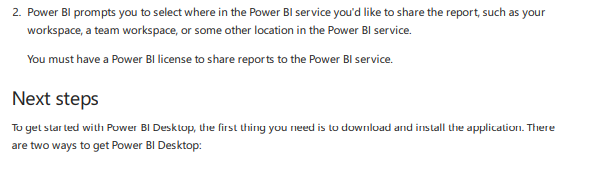 2. Power BI prompts you to select where in the Power BI service you'd like to share the report, such as your
workspace, a team workspace, or some other location in the Power BI service.
You must have a Power BI license to share reports to the Power BI service.
Next steps
To get started with Power BI Desktop, the first thing you need is to download and install the application. There
are two ways to get Power BI Desktop: